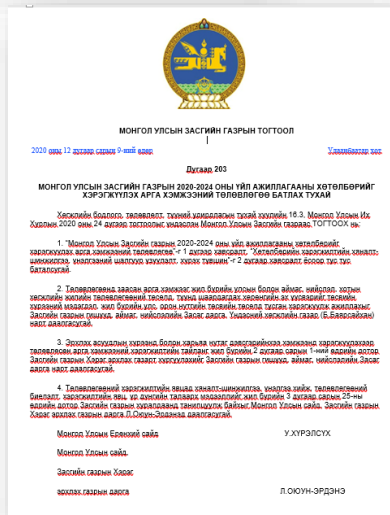 МОНГОЛ УЛСЫН ЗАСГИЙН ГАЗРЫН ТОГТООЛ
2020 оны 12 дугаар сарын 9-ний өдөр Улаанбаатар хот
Дугаар 203
МОНГОЛ УЛСЫН ЗАСГИЙН ГАЗРЫН 2020-2024 ОНЫ ҮЙЛ АЖИЛЛАГААНЫ ХӨТӨЛБӨРИЙГ
ХЭРЭГЖҮҮЛЭХ АРГА ХЭМЖЭЭНИЙ ТӨЛӨВЛӨГӨӨ БАТЛАХ ТУХАЙ
Хөгжлийн бодлого, төлөвлөлт, түүний удирдлагын тухай хуулийн 16.3, Монгол Улсын Их
Хурлын 2020 оны 24 дүгээр тогтоолыг үндэслэн Монгол Улсын Засгийн газраас ТОГТООХ нь:
1. "Монгол Улсын Засгийн газрын 2020-2024 оны үйл ажиллагааны хөтөлбөрийг
хэрэгжүүлэх арга хэмжээний төлөвлөгөө"-г 1 дүгээр хавсралт, "Хөтөлбөрийн хэрэгжилтийн хяналт-
шинжилгээ, үнэлгээний шалгуур үзүүлэлт, хүрэх түвшин"-г 2 дугаар хавсралт ёсоор тус тус
баталсугай.
2. Төлөвлөгөөнд заасан арга хэмжээг жил бүрийн улсын болон аймаг, нийслэл, хотын
хөгжлийн жилийн төлөвлөгөөний төсөлд, түүнд шаардагдах хөрөнгийн эх үүсвэрийг төсвийн
хүрээний мэдэгдэл, жил бүрийн улс, орон нутгийн төсвийн төсөлд тусган хэрэгжүүлж ажиллахыг
Засгийн газрын гишүүд, аймаг, нийслэлийн Засаг дарга, Үндэсний хөгжлийн газар (Б.Баярсайхан)
нарт даалгасугай.
3. Эрхлэх асуудлын хүрээнд болон харьяа нутаг дэвсгэрийнхээ хэмжээнд хэрэгжүүлэхээр
төлөвлөсөн арга хэмжээний хэрэгжилтийн тайланг жил бүрийн 2 дугаар сарын 1-ний өдрийн дотор
Засгийн газрын Хэрэг эрхлэх газарт хүргүүлэхийг Засгийн газрын гишүүд, аймаг, нийслэлийн Засаг
дарга нарт даалгасугай.
4. Төлөвлөгөөний хэрэгжилтийн явцад хяналт-шинжилгээ, үнэлгээ хийж, төлөвлөгөөний
биелэлт, хэрэгжилтийн явц, үр дүнгийн талаарх мэдээллийг жил бүрийн 3 дугаар сарын 25-ны
өдрийн дотор Засгийн газрын хуралдаанд танилцуулж байхыг Монгол Улсын сайд, Засгийн газрын
Хэрэг эрхлэх газрын дарга Л.Оюун-Эрдэнэд даалгасугай.
Монгол Улсын Ерөнхий сайд У.ХҮРЭЛСҮХ
Монгол Улсын сайд,
Засгийн газрын Хэрэг
эрхлэх газрын дарга Л.ОЮУН-ЭРДЭНЭ